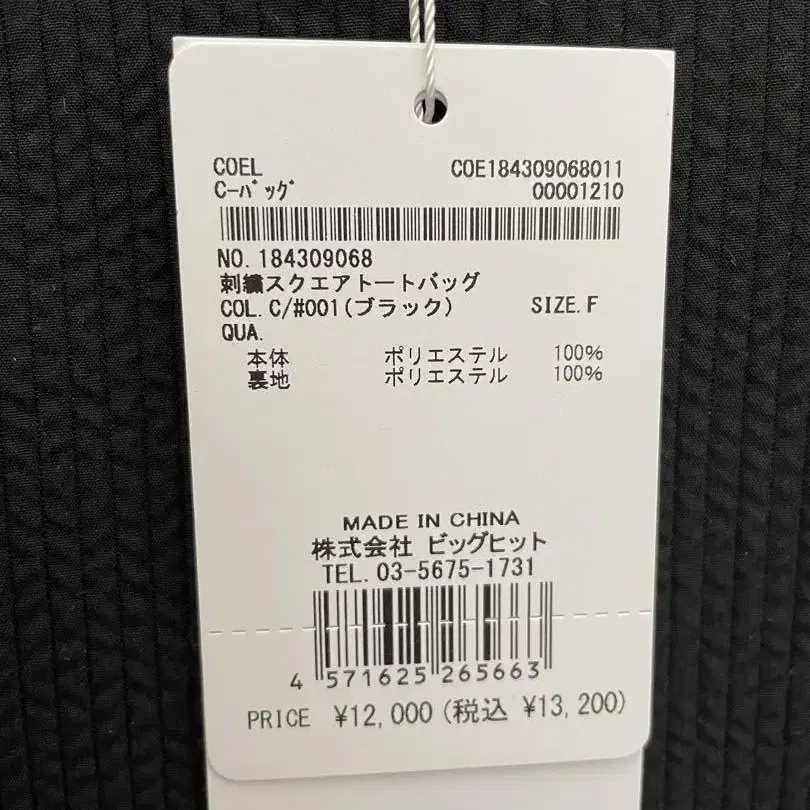 COEL COE184309068011
C-ﾊﾞｯｸﾞ 00001210
NO. 184309068
刺繍スクエアトートバッグ
COL. C/#001(ブラック) SIZE. F
QUA.
本体 ポリエステル 100%
裏地 ポリエステル 100%
MADE IN CHINA
株式会社 ビッグヒット
TEL. 03-5675-1731
4 571625 265663
PRICE ¥12,000 (税込 ¥13,200)